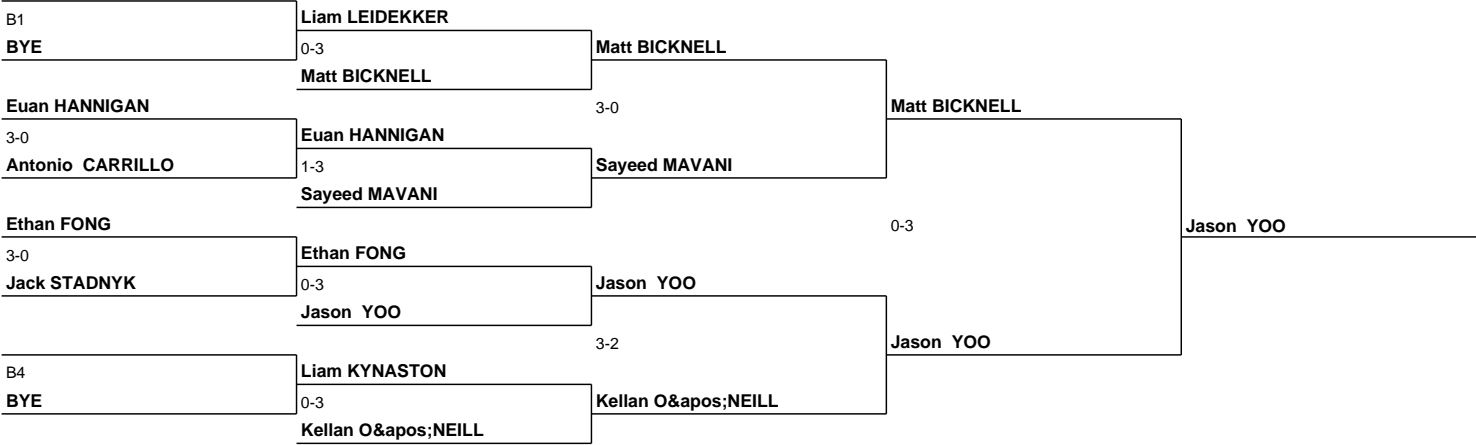 B1
BYE
Euan HANNIGAN
3-0
Antonio  CARRILLO
Ethan FONG
3-0
Jack STADNYK
B4
BYE
Liam LEIDEKKER
0-3
Matt BICKNELL
Euan HANNIGAN
1-3
Sayeed MAVANI
Ethan FONG
0-3
Jason  YOO
Liam KYNASTON
0-3
Kellan O&apos;NEILL
Matt BICKNELL
3-0
Sayeed MAVANI
Jason  YOO
3-2
Kellan O&apos;NEILL
Matt BICKNELL
0-3
Jason  YOO
Jason  YOO